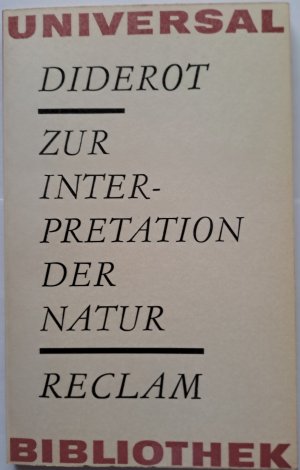 UNIVERSAL
DIDEROT
ZUR
INTER-
PRETATION
DER
NATUR
RECLAM
BIBLIOTHEK